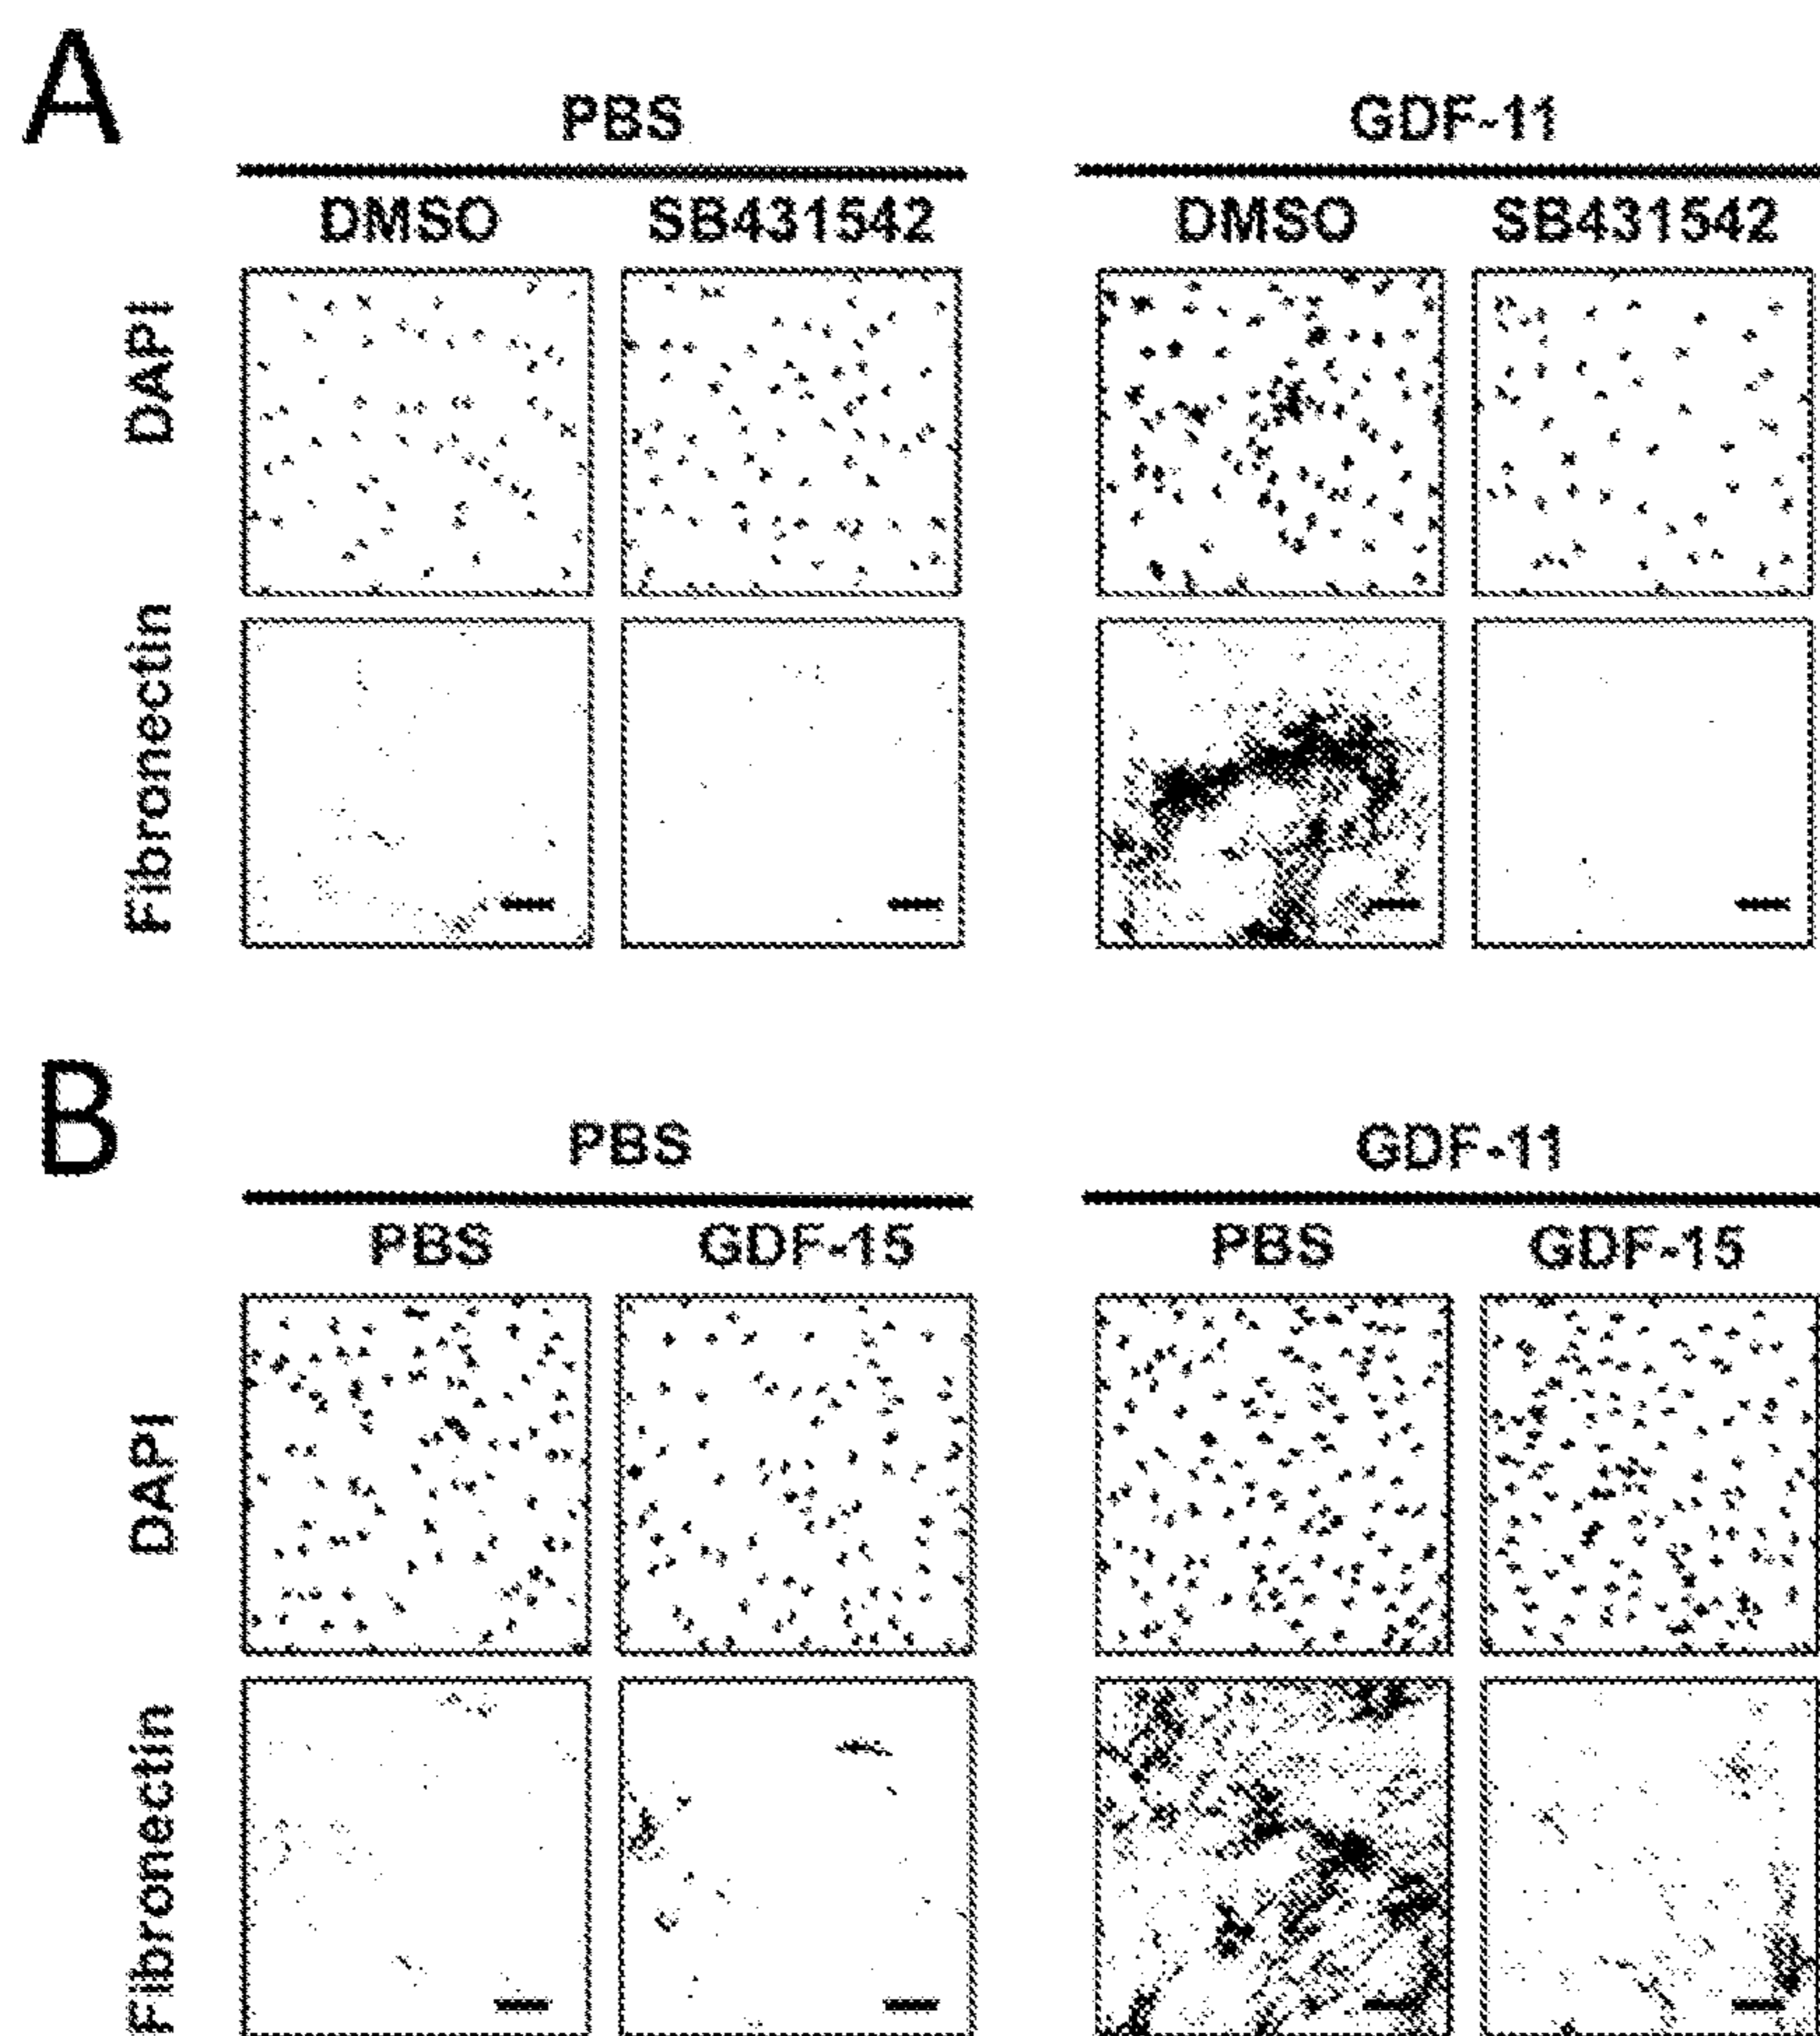 A
PBS GDF-11
DMSO SB431542 DMSO SB431542
DAPI
Fibronectin
B
PBS GDF-11
PBS GDF-15 PBS GDF-15
DAPI
Fibronectin